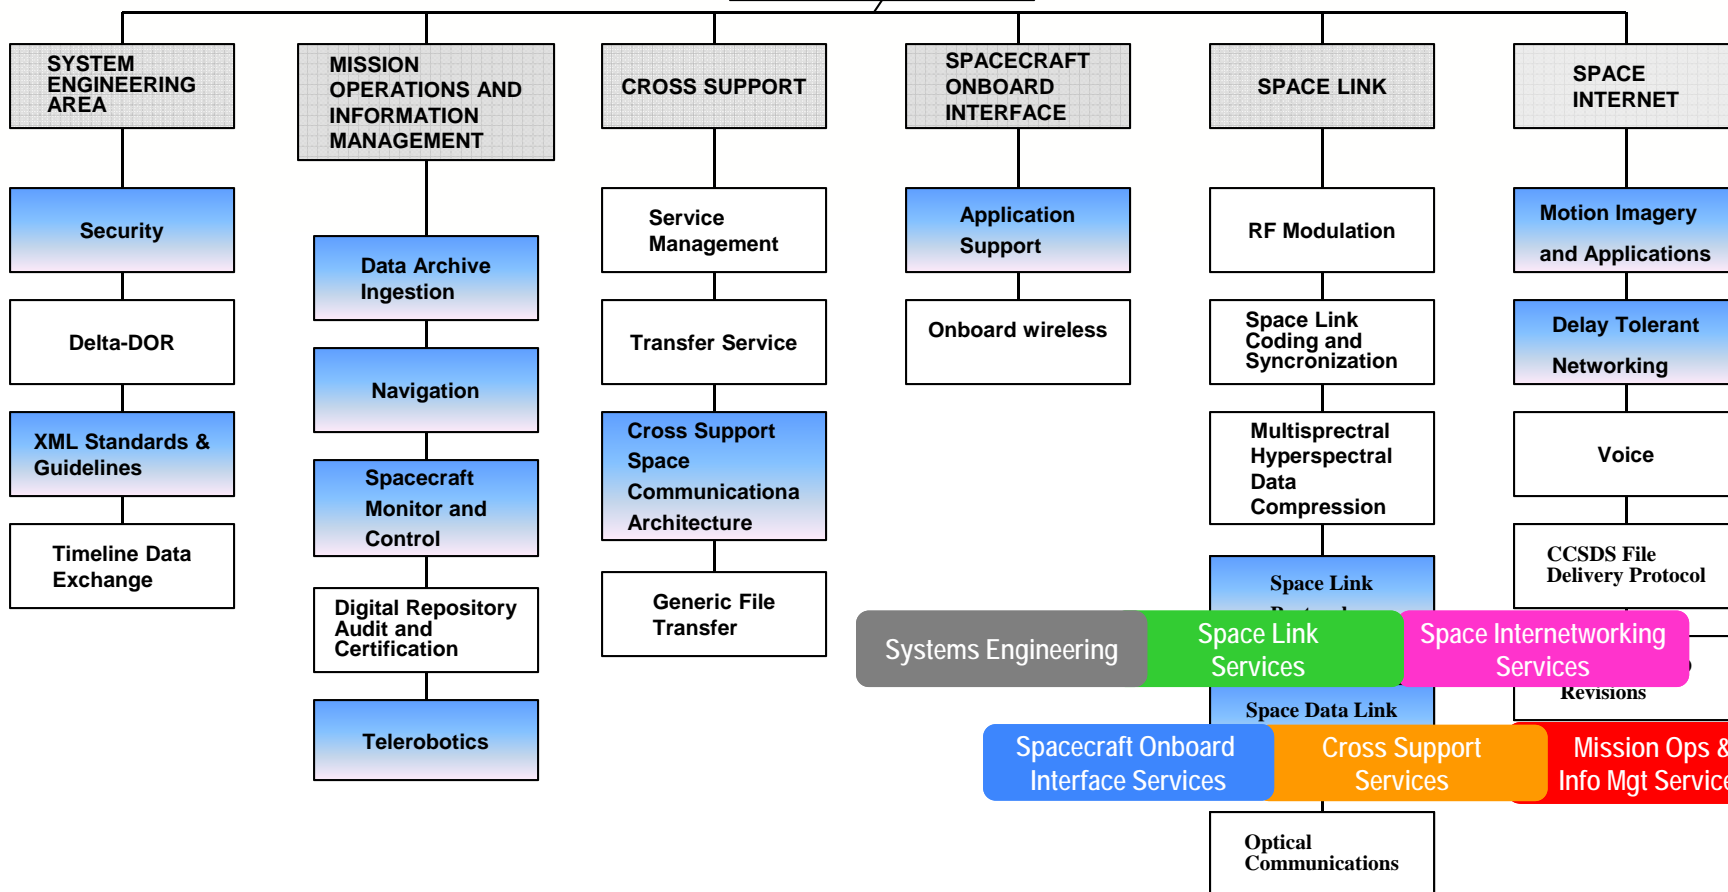 SYSTEM
ENGINEERING
AREA
Security
Delta-DOR
XML Standards &
Guidelines
Timeline Data
Exchange
MISSION
OPERATIONS AND
INFORMATION
MANAGEMENT
Data Archive
Ingestion
Navigation
Spacecraft
Monitor and
Control
Digital Repository
Audit and
Certification
Telerobotics
CROSS SUPPORT
Service
Management
Transfer Service
Cross Support
Space
Communicationa
Architecture
Generic File
Transfer
SPACECRAFT
ONBOARD
INTERFACE
Application
Support
Onboard wireless
SPACE LINK
RF Modulation
Space Link
Coding and
Syncronization
Multisprectral
Hyperspectral
Data
Compression
Space Link
Space Data Link
Optical
Communications
SPACE
INTERNET
Motion Imagery
and Applications
Delay Tolerant
Networking
Voice
CCSDS File
Delivery Protocol
Revisions
Systems Engineering
Space Link
Services
Space Internetworking
Services
Spacecraft Onboard
Interface Services
Cross Support
Services
Mission Ops &
Info Mgt Service